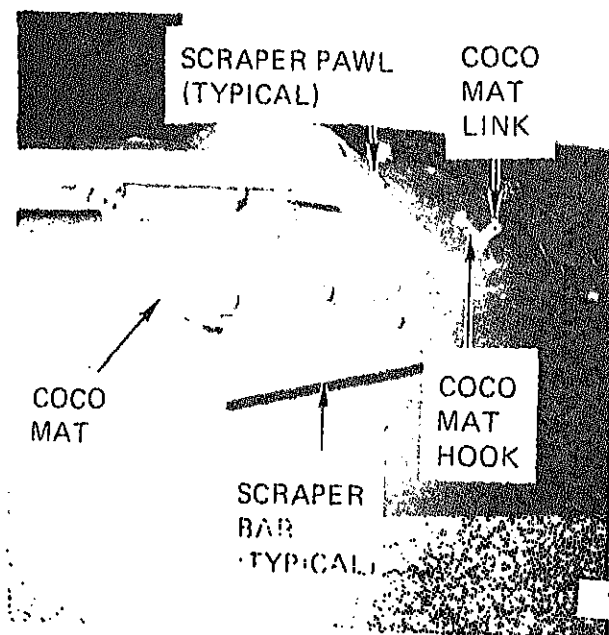 SCRAPER PAWL
(TYPICAL)
COCO
MAT
LINK
COCO
MAT
COCO
MAT
HOOK
SCRAPER
BAR
(TYPICAL)